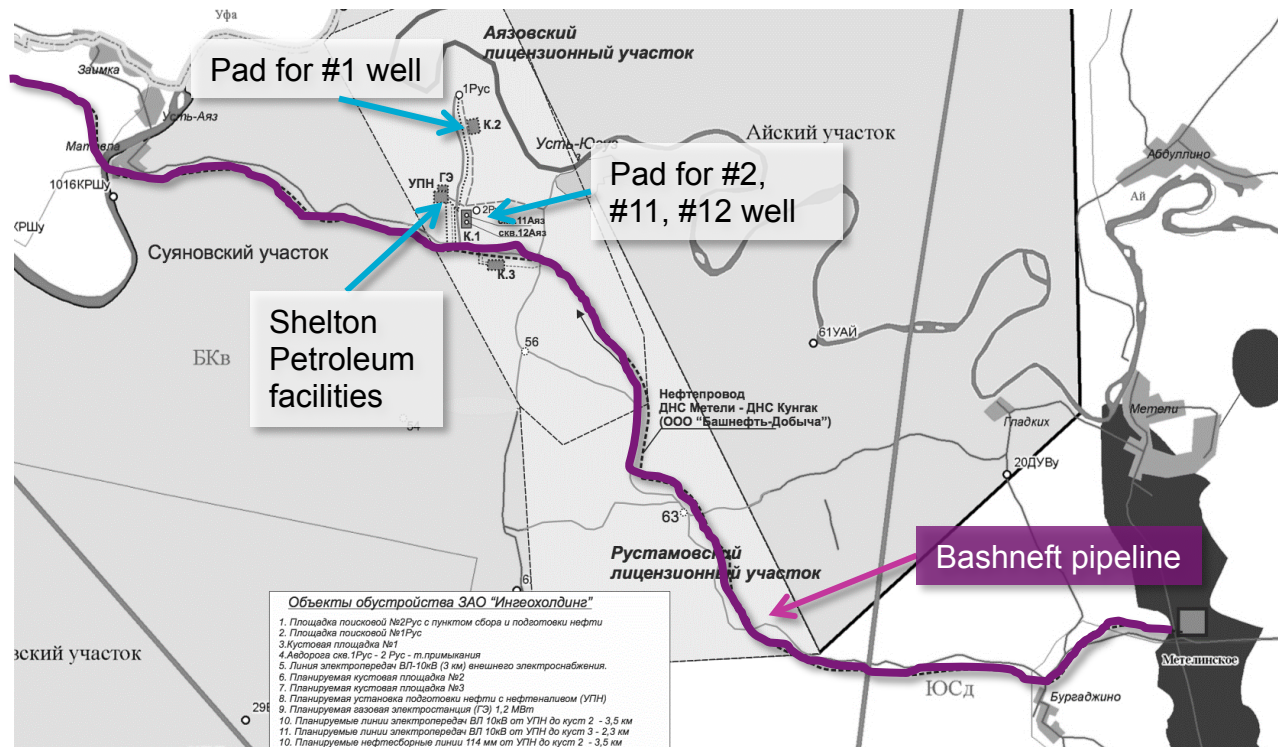 Уфа
Аязовский
лицензионный участок
Заимка
Pad for #1 well
1Рус
К.2
Усть-Аяз
Айский участок
Усть-Югуз
Абдуллино
1016КРШу
УПН
ГЭ
Pad for #2,
#11, #12 well
Ай
скв.12Аяз
К.1
КРШу
Суяновский участок
К.3
Shelton
Petroleum
facilities
61УАЙ
56
БКв
Нефтепровод
ДНС Метели - ДНС Кунгак
(ООО "Башнефть-Добыча")
Метели
54
Гладких
20ДУВу
63
Рустамовский
лицензионный участок
Bashneft pipeline
6
Объекты обустройства ЗАО "Ингеохолдинг"
1. Площадка поисковой №2Рус с пунктом сбора и подготовки нефти
2. Площадка поисковой №1Рус
3.Кустовая площадка №1
4.Авдорога скв.1Рус - 2 Рус - т.примыкания
5. Линия электропередач ВЛ-10кВ (3 км) внешнего электроснабжения.
6. Планируемая кустовая площадка №2
7. Планируемая кустовая площадка №3
8. Планируемая установка подготовки нефти с нефтеналивом (УПН)
9. Планируемая газовая электростанция (ГЭ) 1,2 МВт
10. Планируемые линии электропередач ВЛ 10кВ от УПН до куст 2 - 3,5 км
11. Планируемые линии электропередач ВЛ 10кВ от УПН до куст 3 - 2,3 км
10. Планируемые нефтесборные линии 114 мм от УПН до куст 2 - 3,5 км
вский участок
Метелинское
ЮСд
Бургаджино